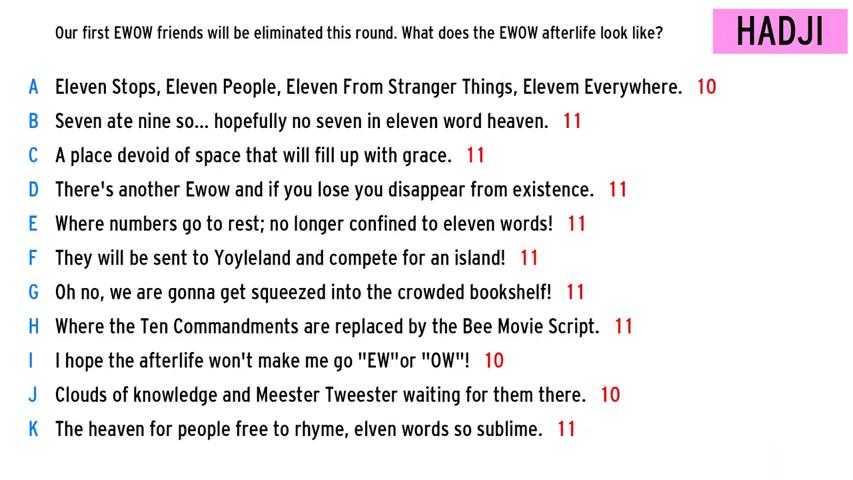 Our first EWOW friends will be eliminated this round. What does the EWOW afterlife look like?
HADJI
A Eleven Stops, Eleven People, Eleven From Stranger Things, Elevem Everywhere. 10
B Seven ate nine so... hopefully no seven in eleven word heaven. 11
C A place devoid of space that will fill up with grace. 11
D There's another Ewow and if you lose you disappear from existence. 11
E Where numbers go to rest; no longer confined to eleven words! 11
F They will be sent to Yoyleland and compete for an island! 11
G Oh no, we are gonna get squeezed into the crowded bookshelf! 11
H Where the Ten Commandments are replaced by the Bee Movie Script. 11
I I hope the afterlife won't make me go "EW"or "OW"! 10
J Clouds of knowledge and Meester Tweester waiting for them there. 10
K The heaven for people free to rhyme, elven words so sublime. 11